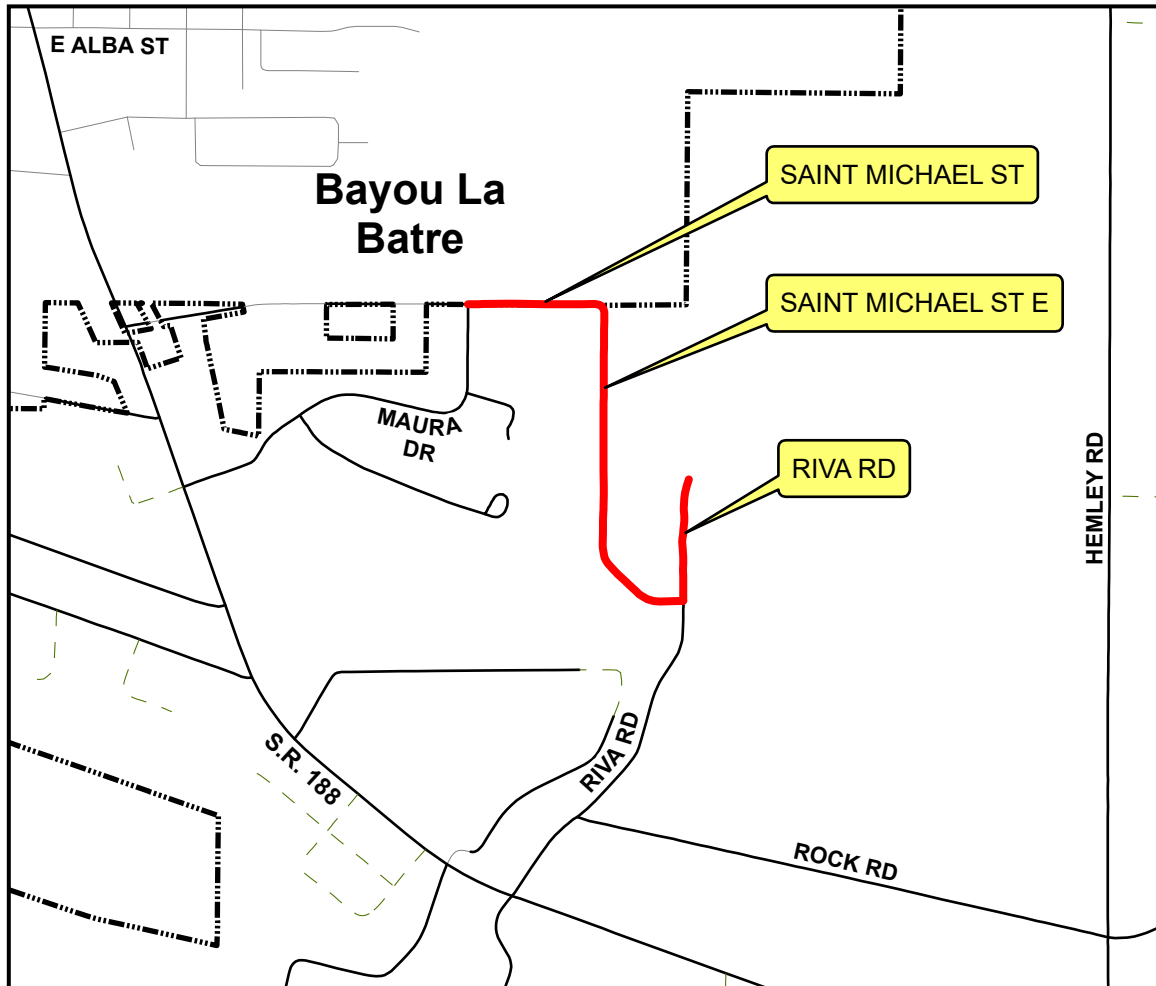 E ALBA ST
Bayou La
Batre
SAINT MICHAEL ST
SAINT MICHAEL ST E
MAURA
DR
RIVA RD
HEMLEY RD
S.R. 188
RIVA RD
ROCK RD